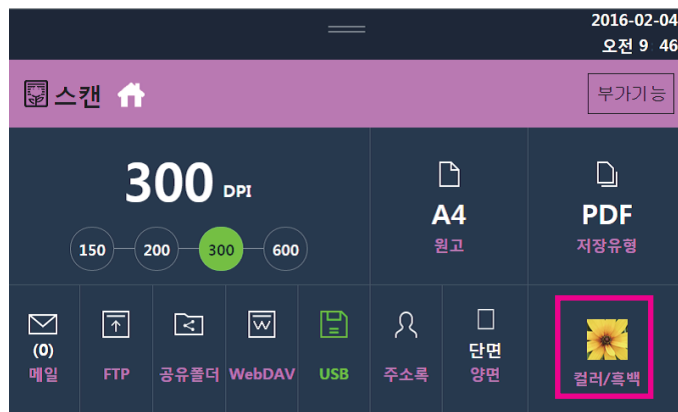 2016-02-04
오전 9 46
스캔
부가기능
300 DPI
150 200 300 600
A4
원고
PDF
저장유형
(0)
메일
FTP
공유폴더
WebDAV
USB
주소록
단면
양면
컬러/흑백